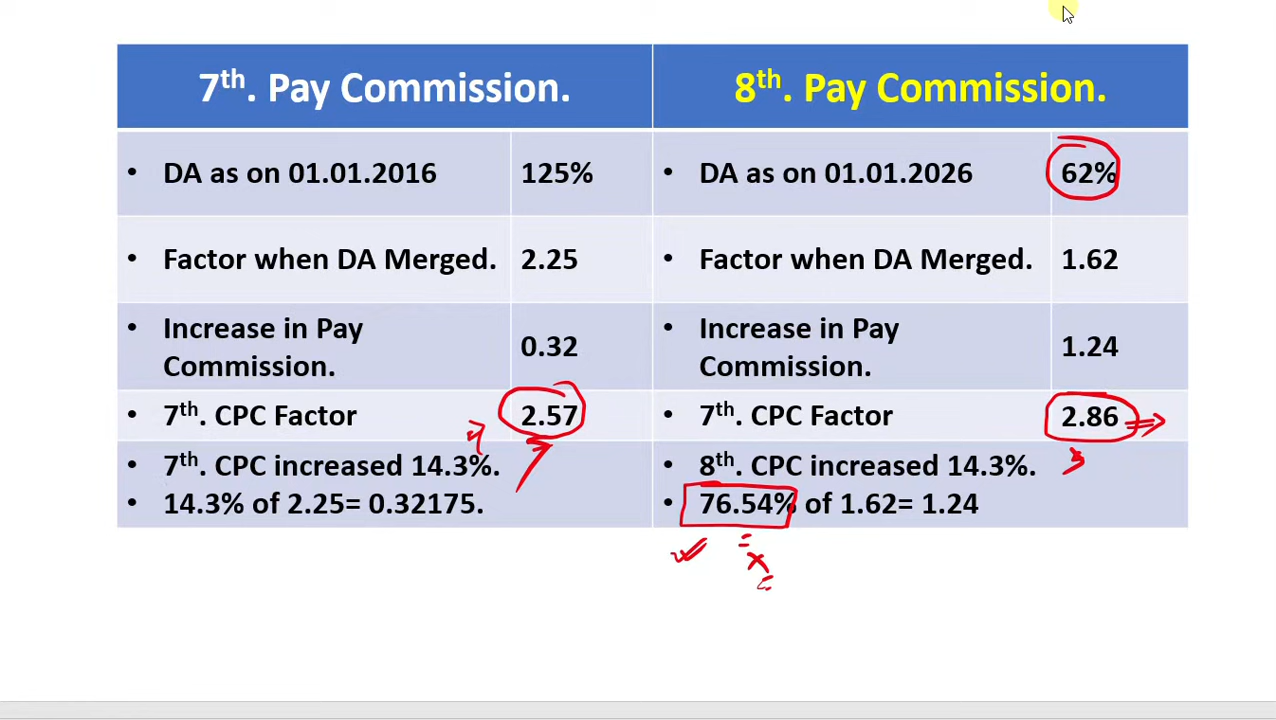 7th. Pay Commission.
8th. Pay Commission.
• DA as on 01.01.2016 125%
• DA as on 01.01.2026 62%
• Factor when DA Merged. 2.25
• Factor when DA Merged. 1.62
• Increase in Pay
Commission. 0.32
• Increase in Pay
Commission. 1.24
• 7th. CPC Factor 2.57
• 7th. CPC Factor 2.86
• 7th. CPC increased 14.3%.
• 14.3% of 2.25= 0.32175.
• 8th. CPC increased 14.3%.
• 76.54% of 1.62= 1.24